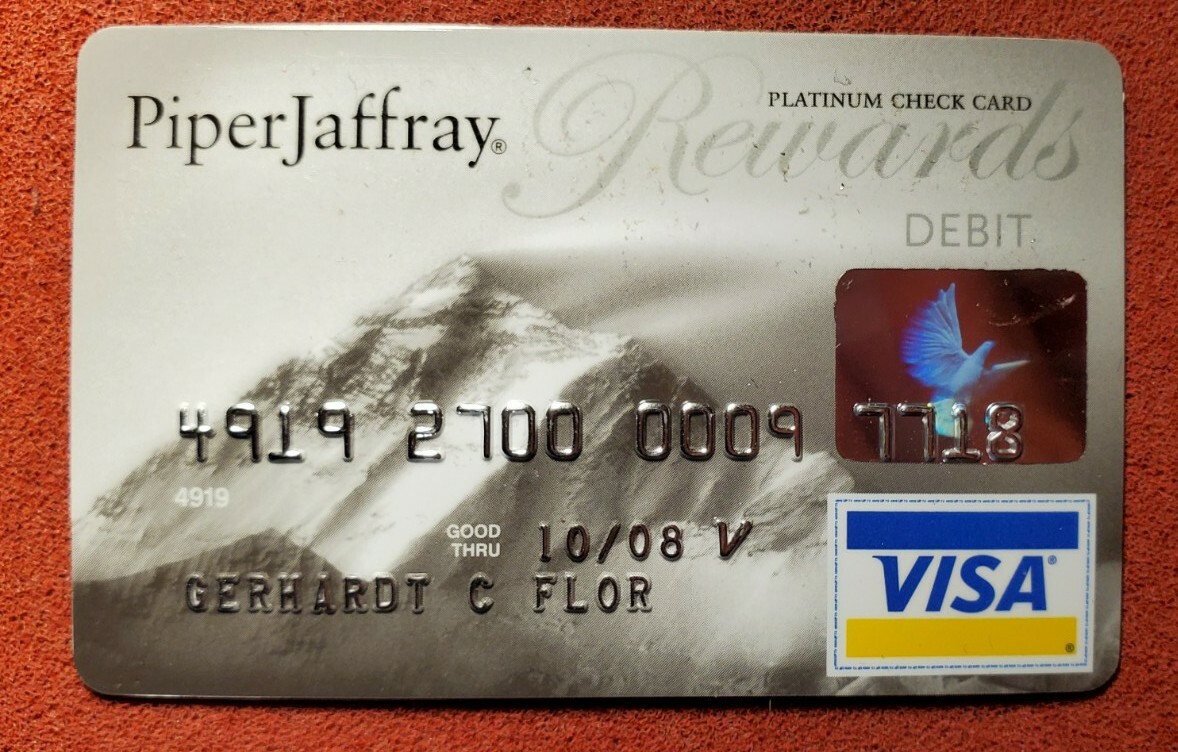 PiperJaffray®
PLATINUM CHECK CARD
Rewards
DEBIT
4919 2700 0009 7718
4919
GOOD THRU 10/08 V
GERHARDT C FLOR
VISA®